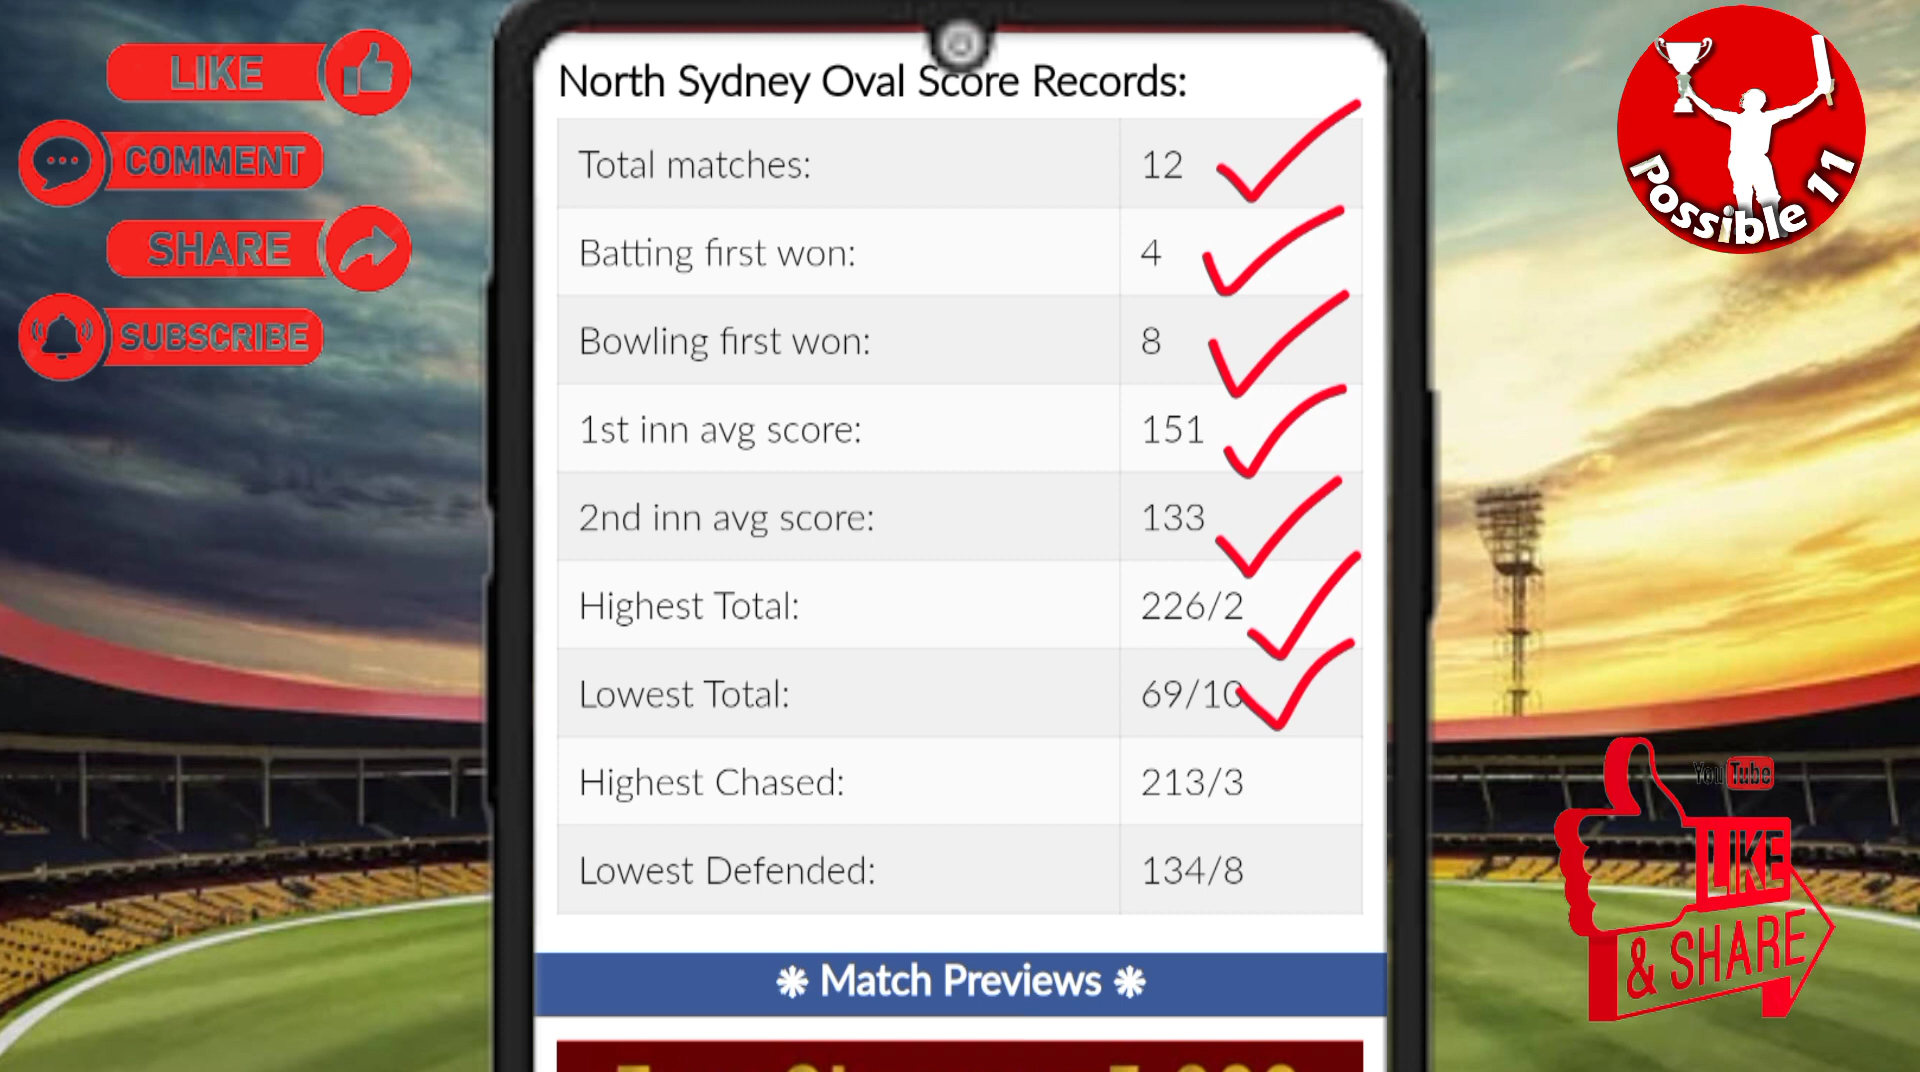 LIKE
COMMENT
SHARE
SUBSCRIBE
North Sydney Oval Score Records:
Total matches: 12
Batting first won: 4
Bowling first won: 8
1st inn avg score: 151
2nd inn avg score: 133
Highest Total: 226/2
Lowest Total: 69/10
Highest Chased: 213/3
Lowest Defended: 134/8
❋ Match Previews ❋
Possible 11
YouTube
LIKE
& SHARE